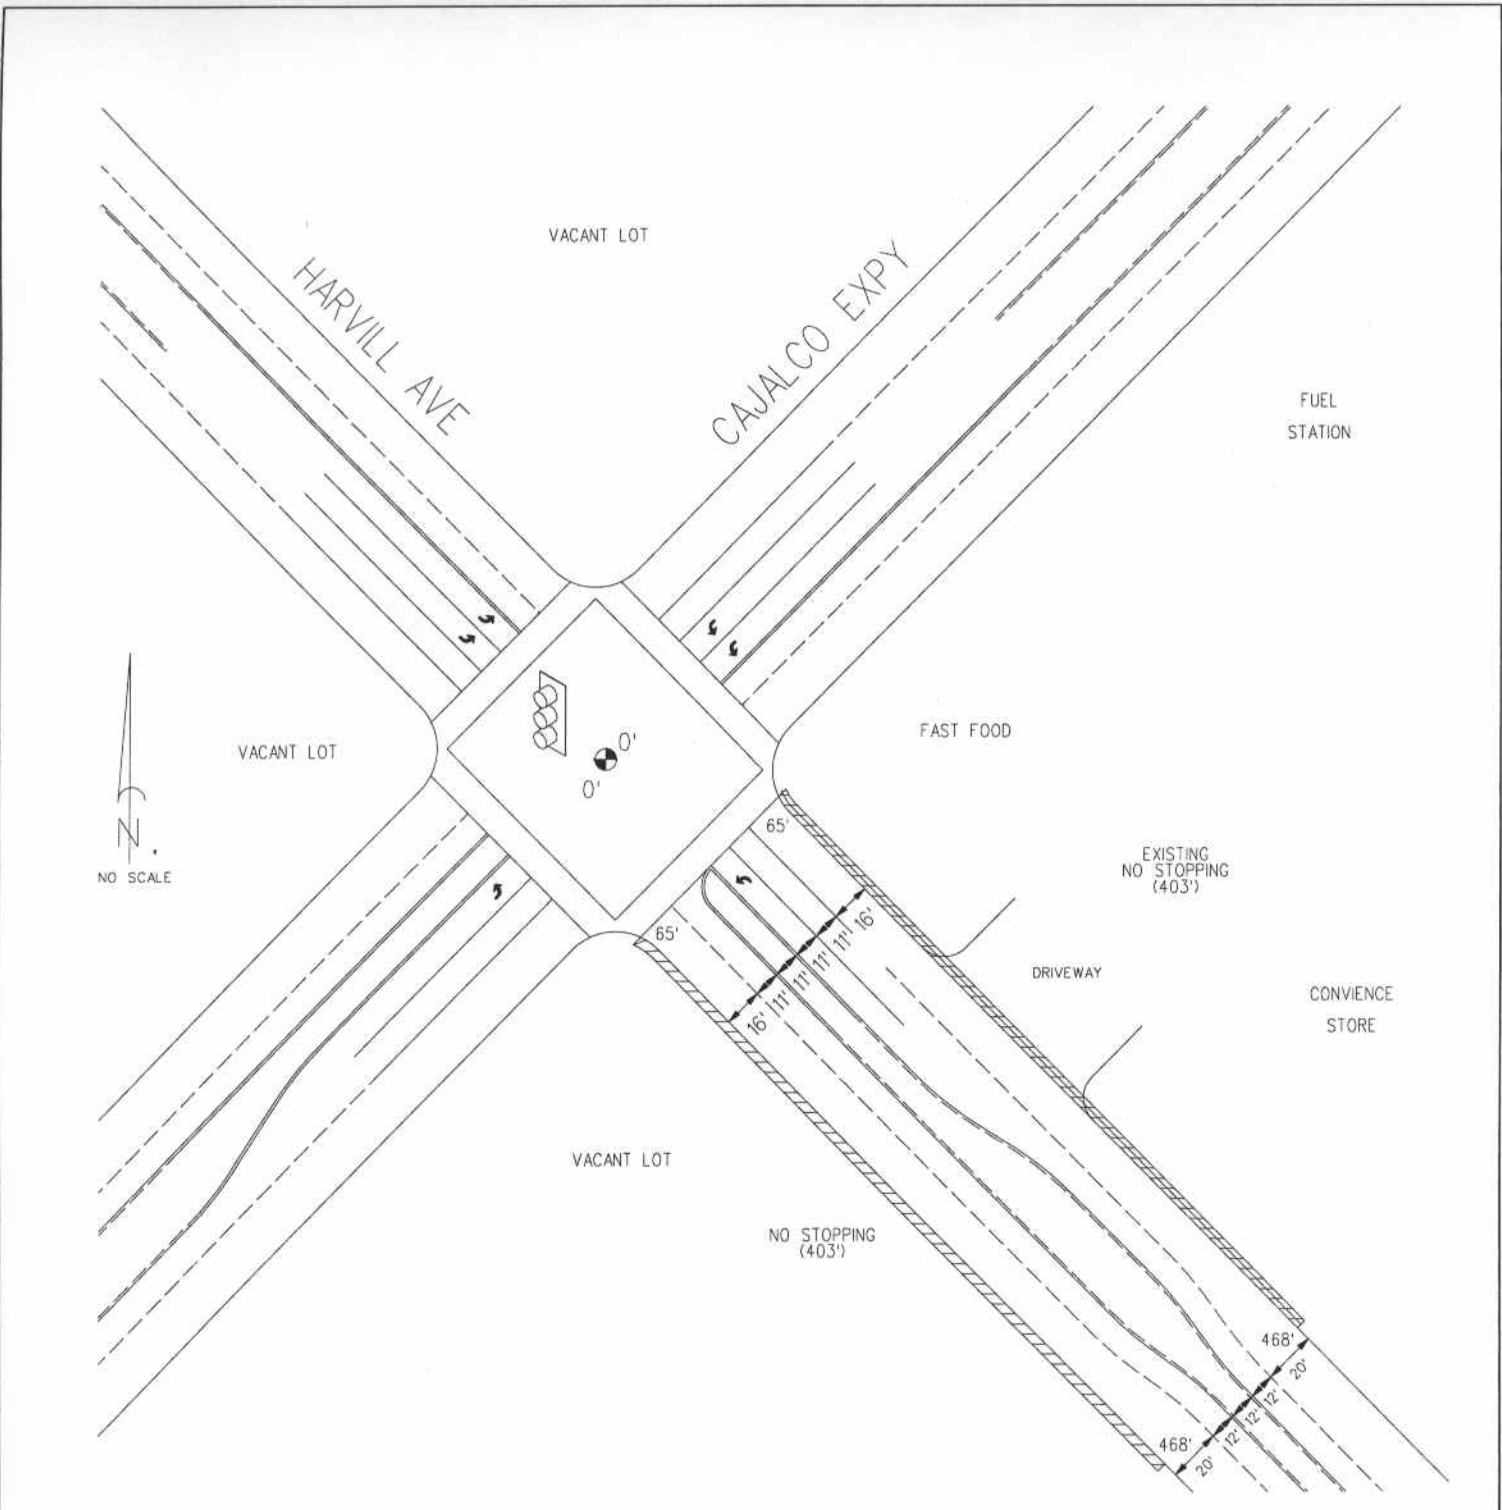 VACANT LOT
HARVILL AVE
CAJALCO EXPY
FUEL
STATION
VACANT LOT
0'
0'
FAST FOOD
N
NO SCALE
65'
EXISTING
NO STOPPING
(403')
65'
16'
11'
11'
11'
11'
16'
DRIVEWAY
CONVIENCE
STORE
VACANT LOT
NO STOPPING
(403')
468'
20'
12'
12'
12'
20'
468'